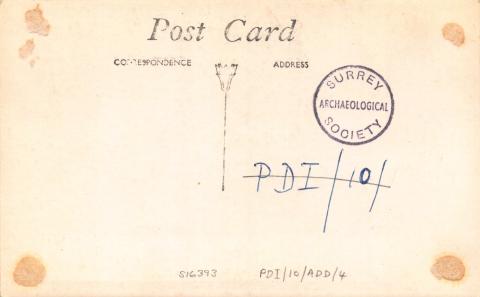 Post Card
CORRESPONDENCE ADDRESS
SURREY
ARCHAEOLOGICAL
SOCIETY
PDI/10/
S16393 PDI/10/ADD/4